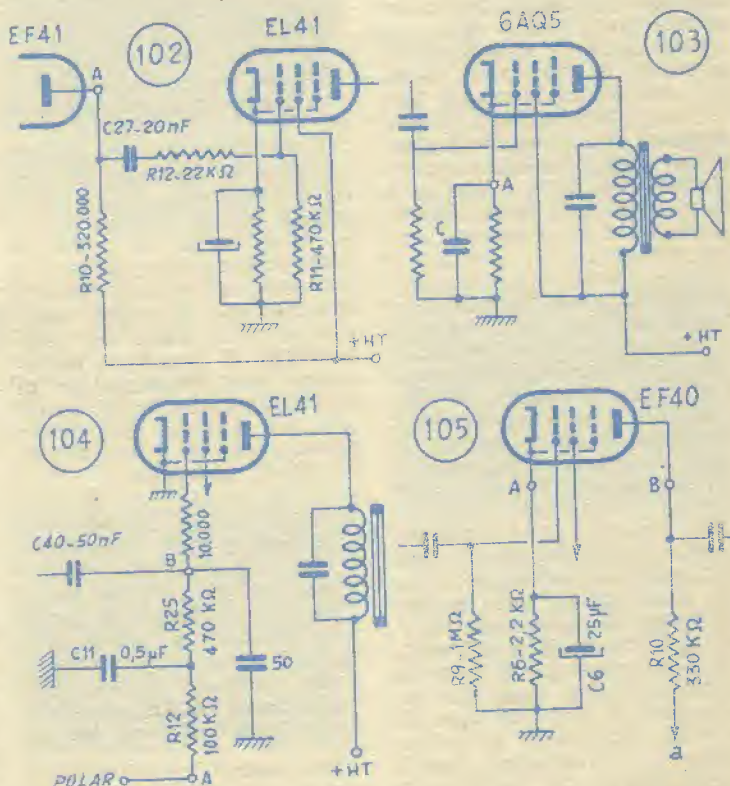 EF41
102
EL41
A
C27-20nF
R12-22KΩ
R10-320.000
R11-470KΩ
+HT
6AQ5
103
A
C
+HT
104
EL41
10.000
C40-50nF
B
R25
470 KΩ
C11
0,5µF
50
R12
100KΩ
POLAR
A
+HT
105
EF40
A
B
R9-1MΩ
R6-2,2 KΩ
25µF
C6
R10
330 KΩ
a